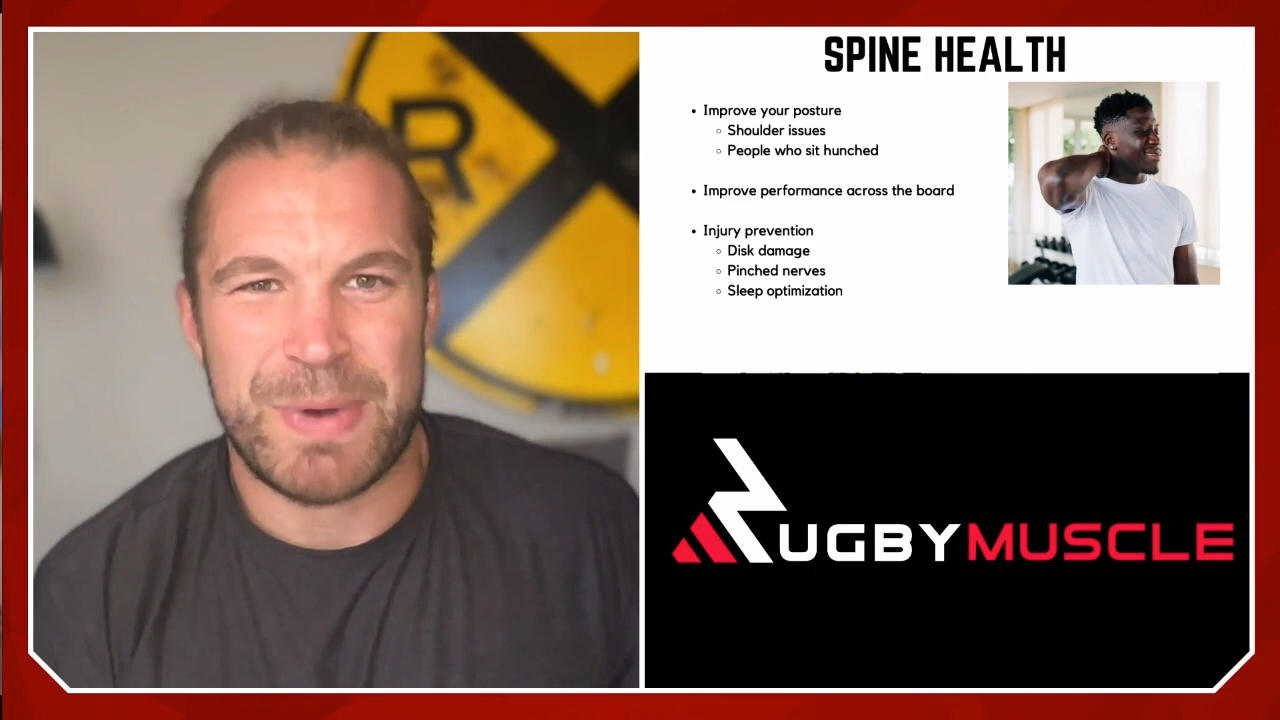 R
SPINE HEALTH
• Improve your posture
◦ Shoulder issues
◦ People who sit hunched
• Improve performance across the board
• Injury prevention
◦ Disk damage
◦ Pinched nerves
◦ Sleep optimization
RUGBYMUSCLE